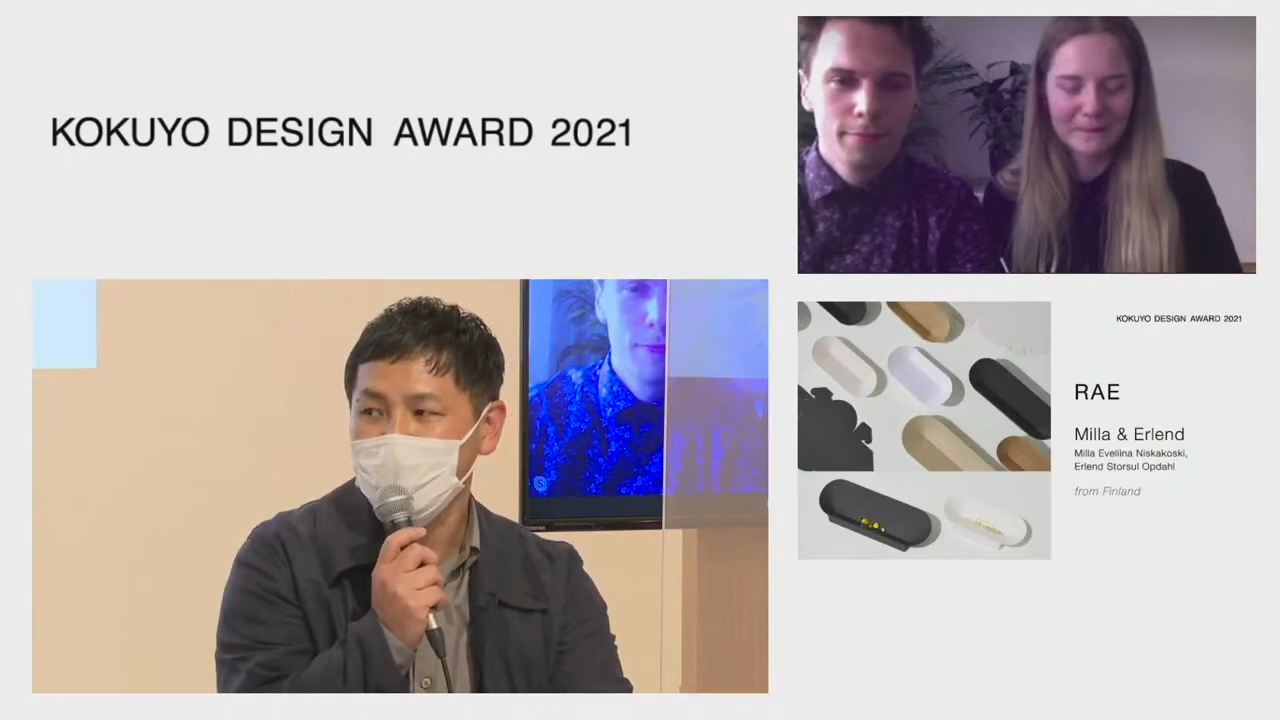 KOKUYO DESIGN AWARD 2021
KOKUYO DESIGN AWARD 2021
RAE
Milla & Erlend
Milla Eveliina Niskakoski,
Erlend Storsul Opdahl
from Finland